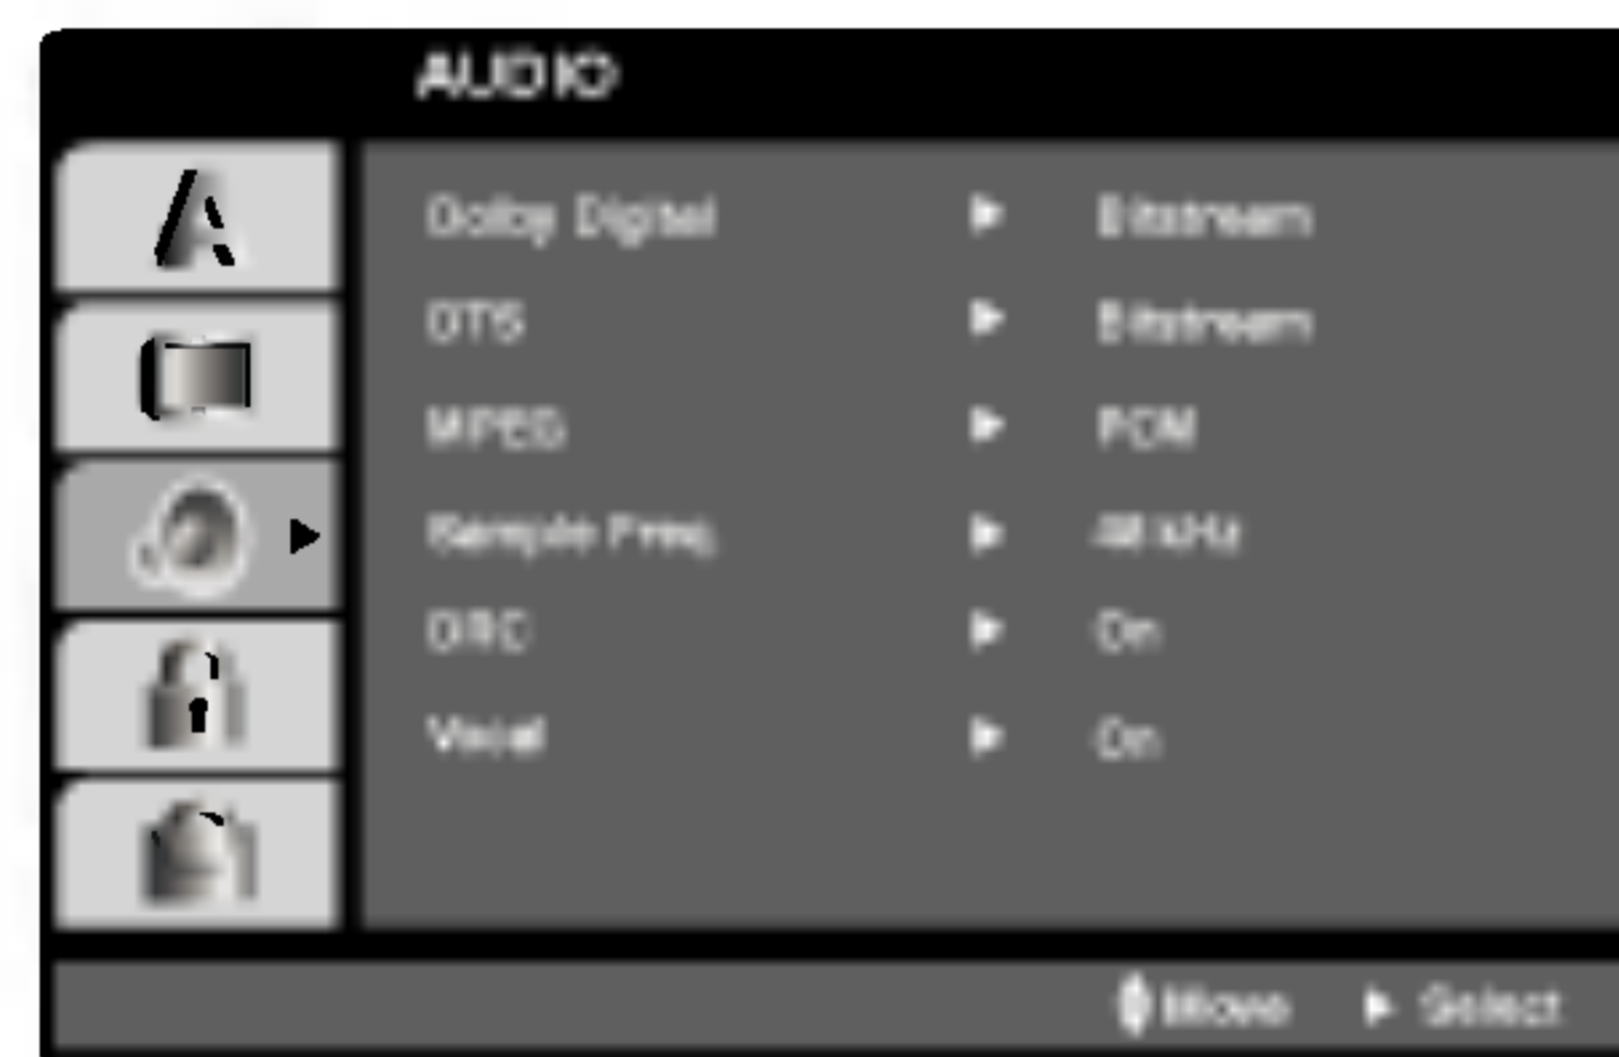 AUDIO
Dolby Digital Bitstream
DTS Bitstream
MPEG PCM
Sample Freq. 48 kHz
DRC On
Vocal On
Move Select